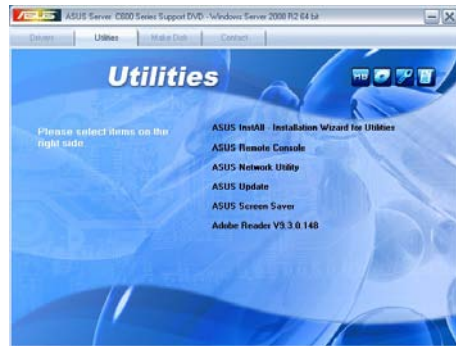 ASUS Server C600 Series Support DVD - Windows Server 2008 R2 64 bit
Drivers Utilities Make Disk Contact
Utilities
Please select items on the
right side.
ASUS InstAll - Installation Wizard for Utilities
ASUS Remote Console
ASUS Network Utility
ASUS Update
ASUS Screen Saver
Adobe Reader V9.3.0.148